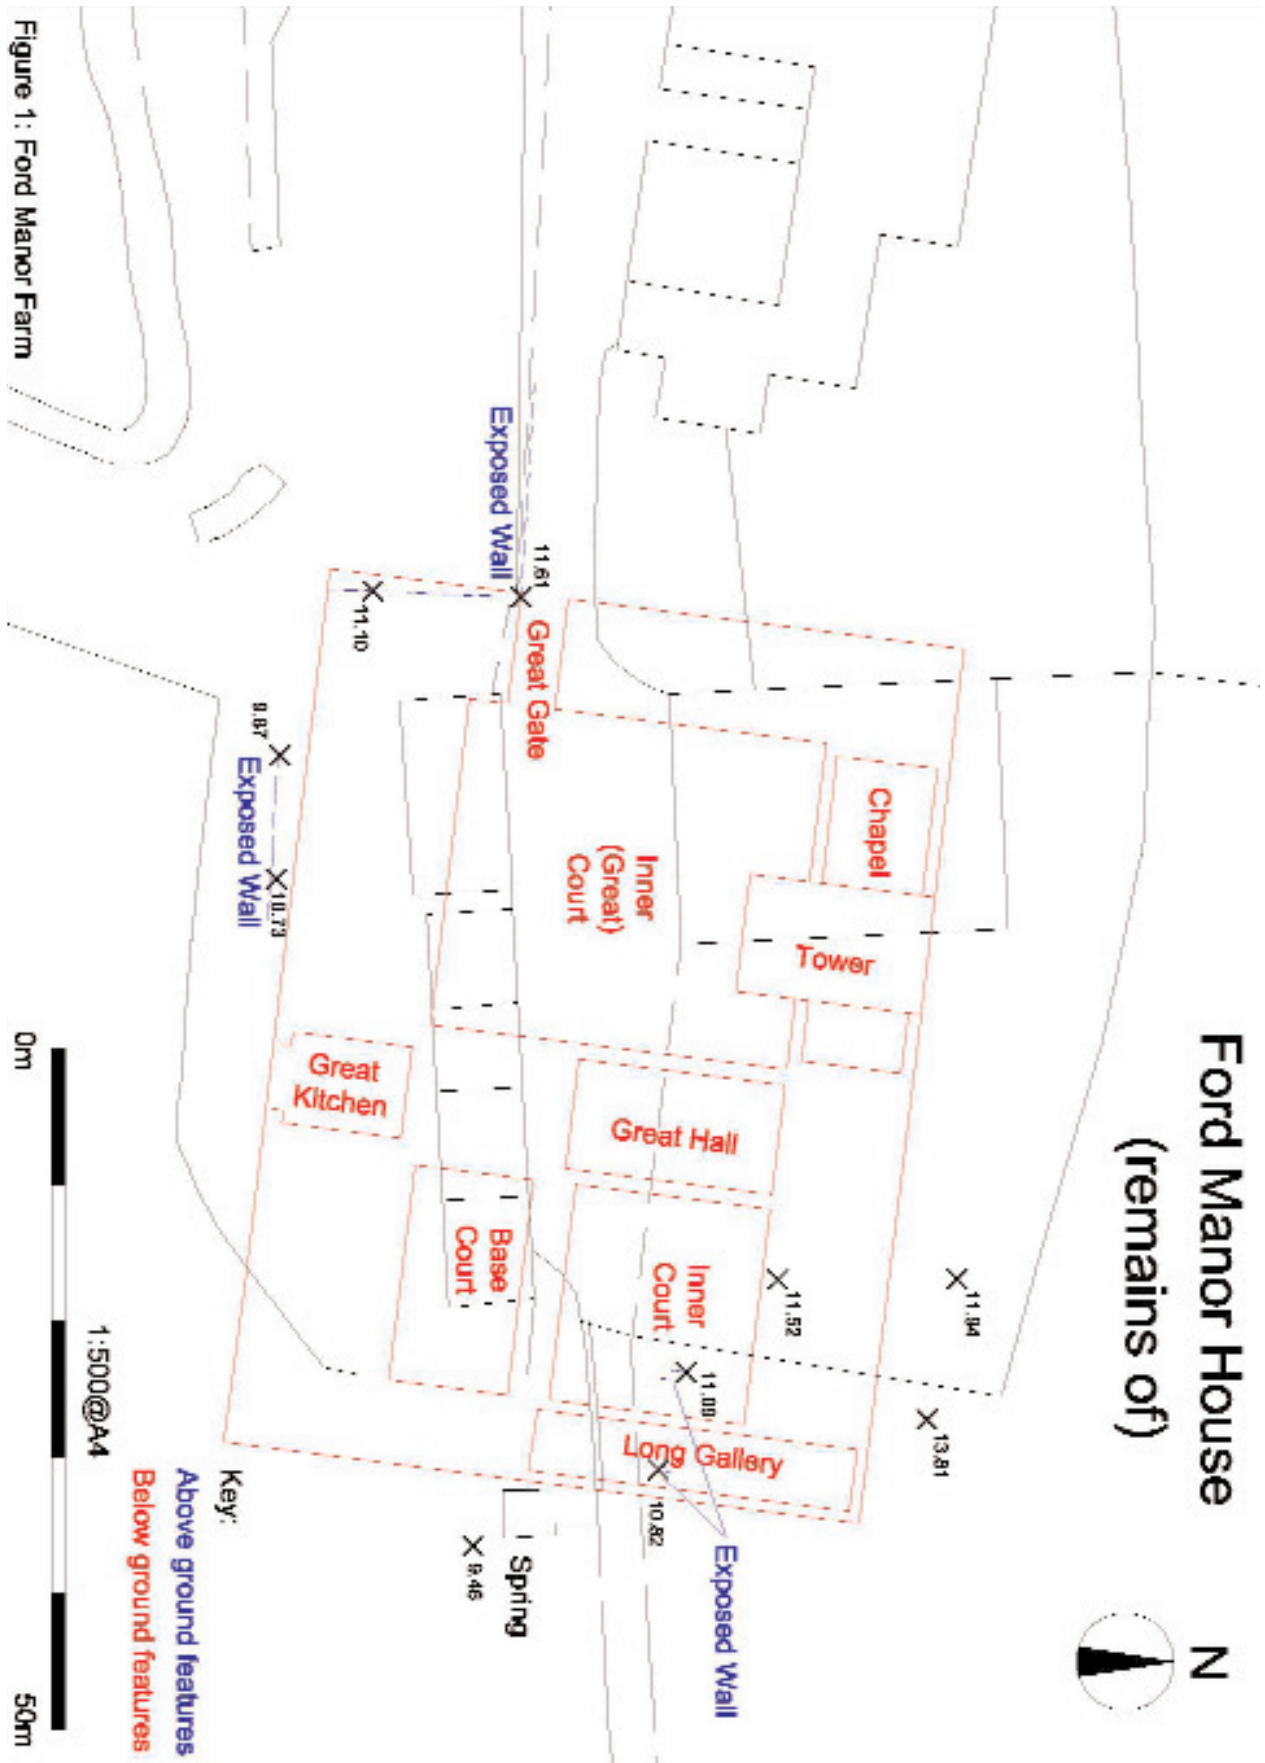 Ford Manor House
(remains of)
N
11.94
13.81
Chapel
Tower
11.52
Inner
(Great)
Court
Great Hall
Inner
Court
11.09
Long Gallery
10.82
Exposed Wall
Exposed Wall
11.61
Great Gate
Base
Court
Spring
9.46
11.10
Great
Kitchen
9.87
Exposed Wall
10.73
Key:
Above ground features
Below ground features
1:500@A4
0m
50m
Figure 1: Ford Manor Farm